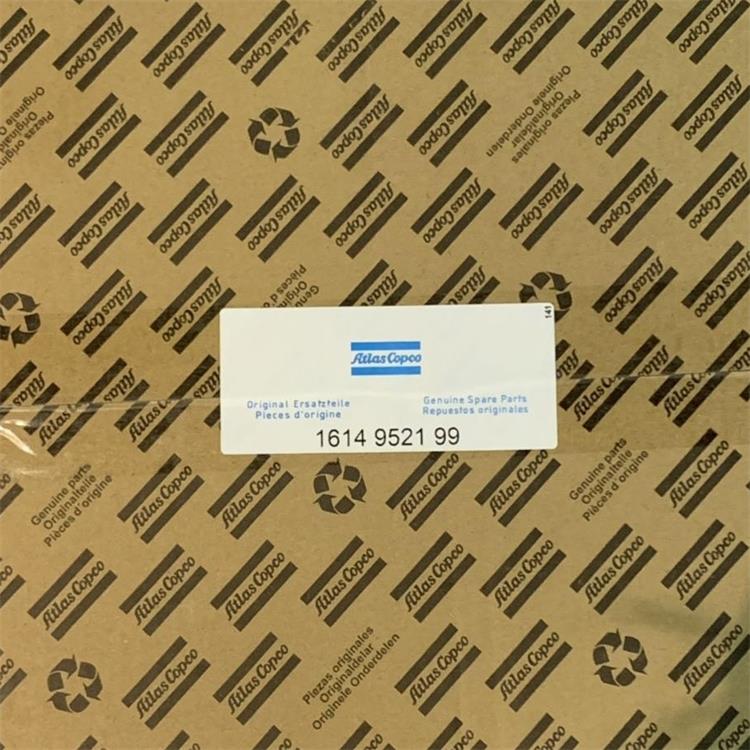 Atlas Copco
Original Ersatzteile
Pieces d'origine
Genuine Spare Parts
Repuestos originales
1614 9521 99
141
Atlas Copco
Genuine parts
Originalteile
Pièces d'origine
Piezas originales
Originaldelar
Originele Onderdelen